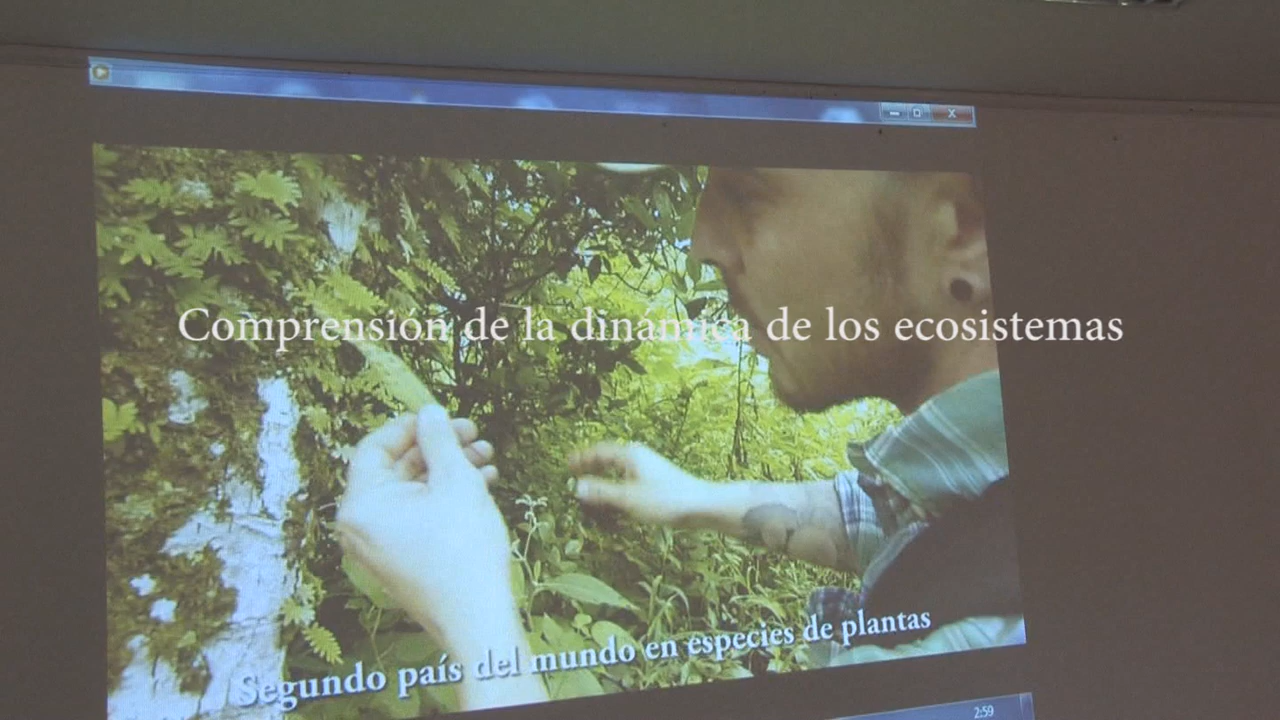 Comprensión de la dinámica de los ecosistemas
Segundo país del mundo en especies de plantas
2:59